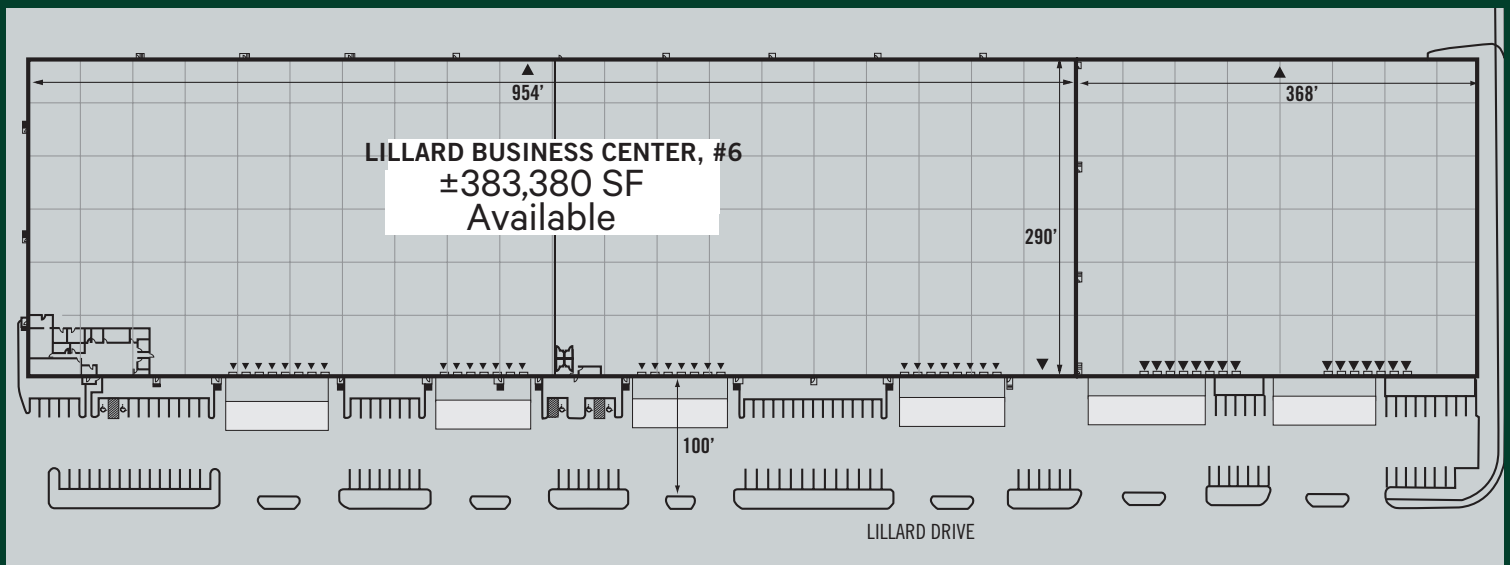 954’
368’
LILLARD BUSINESS CENTER, #6
±383,380 SF
Available
290’
100’
LILLARD DRIVE